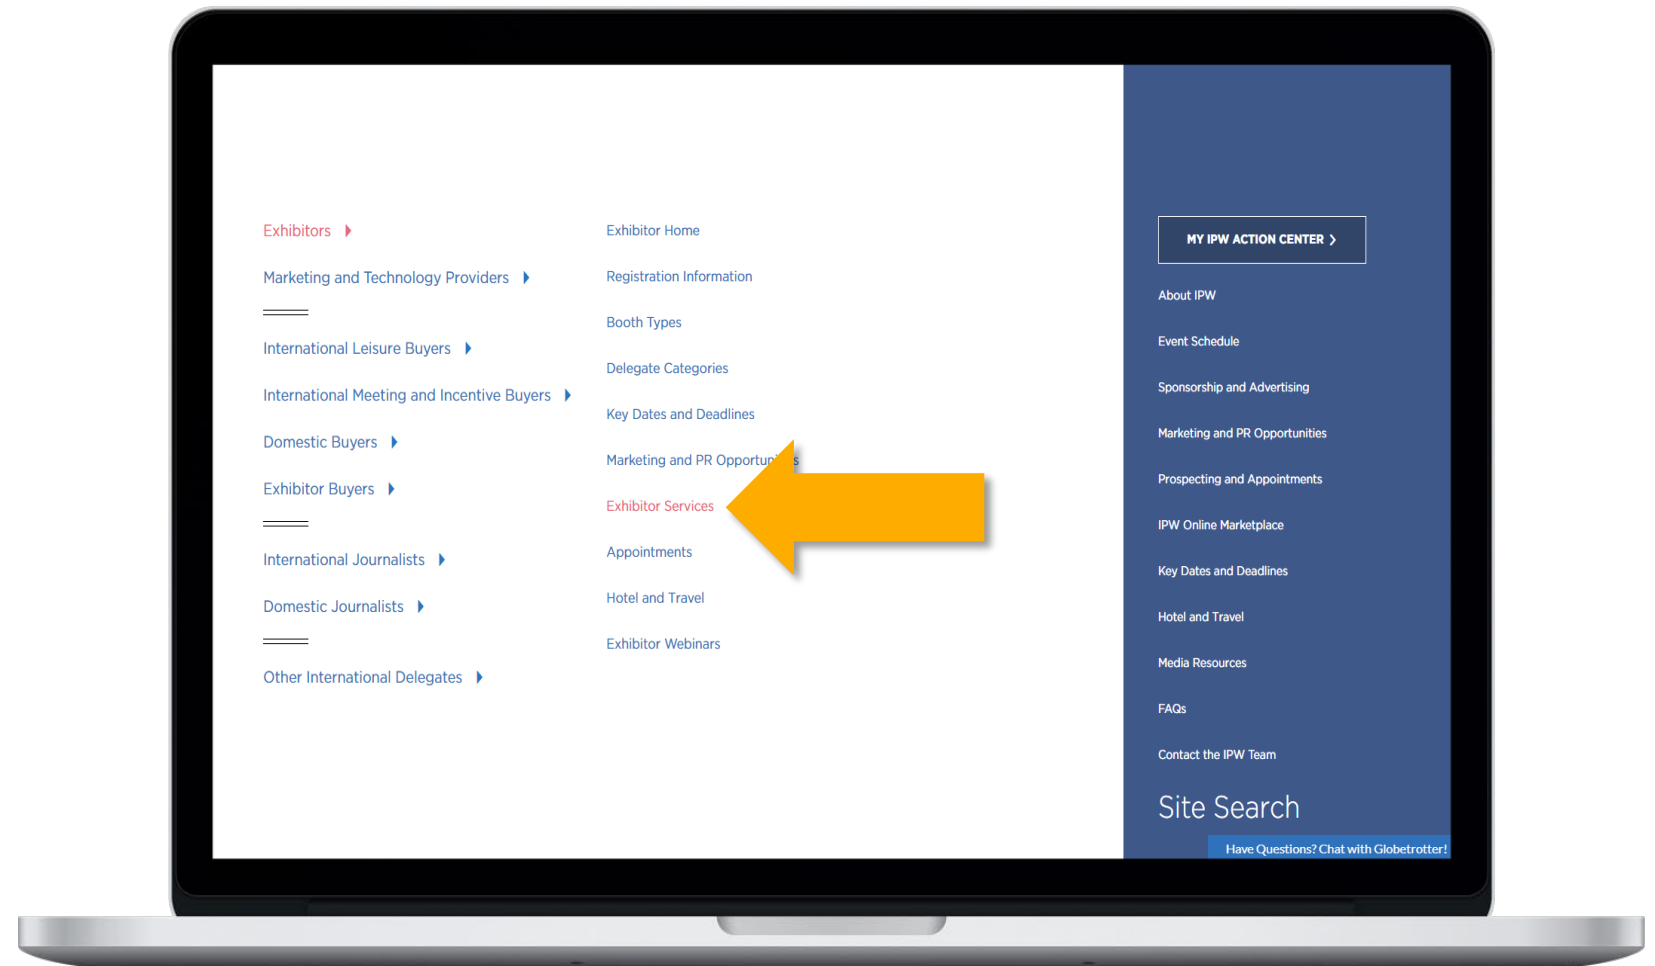 Exhibitors
Marketing and Technology Providers
International Leisure Buyers
International Meeting and Incentive Buyers
Domestic Buyers
Exhibitor Buyers
International Journalists
Domestic Journalists
Other International Delegates
Exhibitor Home
Registration Information
Booth Types
Delegate Categories
Key Dates and Deadlines
Marketing and PR
Exhibitor Services
Appointments
Hotel and Travel
Exhibitor Webinars
MY IPW ACTION CENTER >
About IPW
Event Schedule
Sponsorship and Advertising
Marketing and PR Opportunities
Prospecting and Appointments
IPW Online Marketplace
Key Dates and Deadlines
Hotel and Travel
Media Resources
FAQs
Contact the IPW Team
Site Search
Have Questions? Chat with Globetrotter!